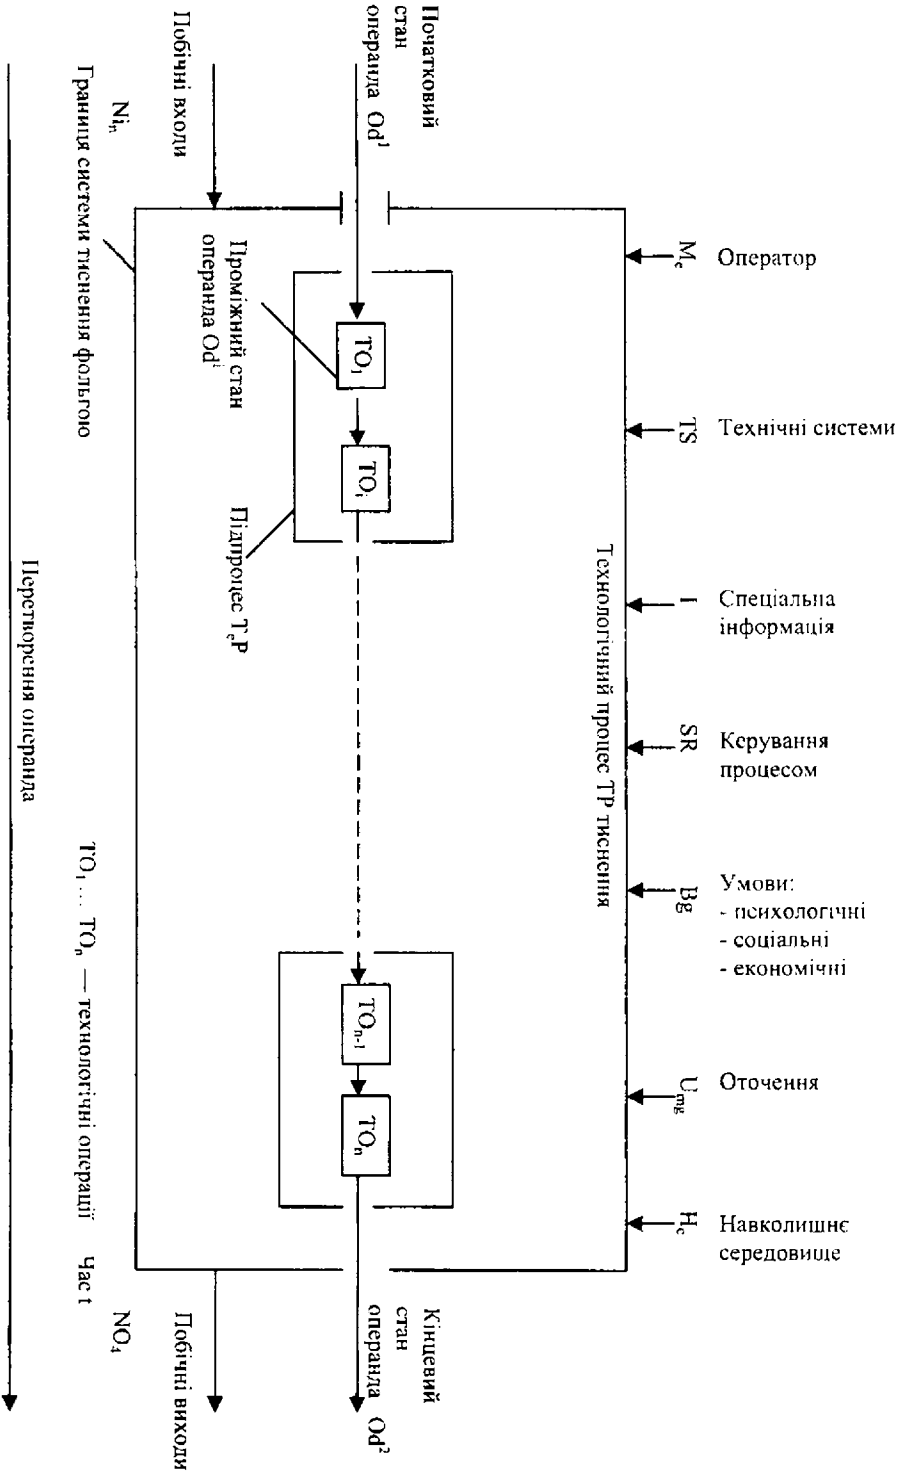 Оператор
Технічні системи
Спеціальна
інформація
Керування
процесом
Умови:
- психологічні
- соціальні
- економічні
Оточення
Навколишнє
середовище
Me
TS
I
SR
Bg
Umg
He
Технологічний процес TP тиснення
Початковий
стан
операнда Od¹
TO₁
TOᵢ
TOₙ₋₁
TOₙ
Кінцевий
стан
операнда Od²
Проміжний стан
операнда Odⁱ
Підпроцес TₑP
Побічні входи
Побічні виходи
Niₙ
NO₄
Границя системи тиснення фольгою
TO₁ ... TOₙ — технологічні операції
Час t
Перетворення операнда